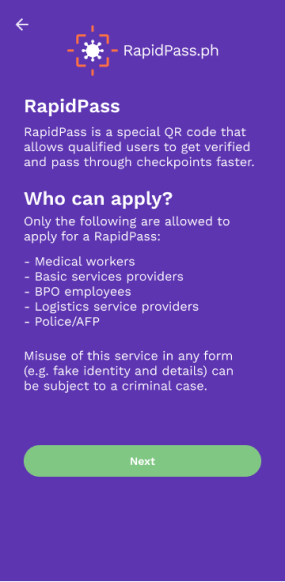 RapidPass.ph
RapidPass
RapidPass is a special QR code that
allows qualified users to get verified
and pass through checkpoints faster.
Who can apply?
Only the following are allowed to
apply for a RapidPass:
- Medical workers
- Basic services providers
- BPO employees
- Logistics service providers
- Police/AFP
Misuse of this service in any form
(e.g. fake identity and details) can
be subject to a criminal case.
Next